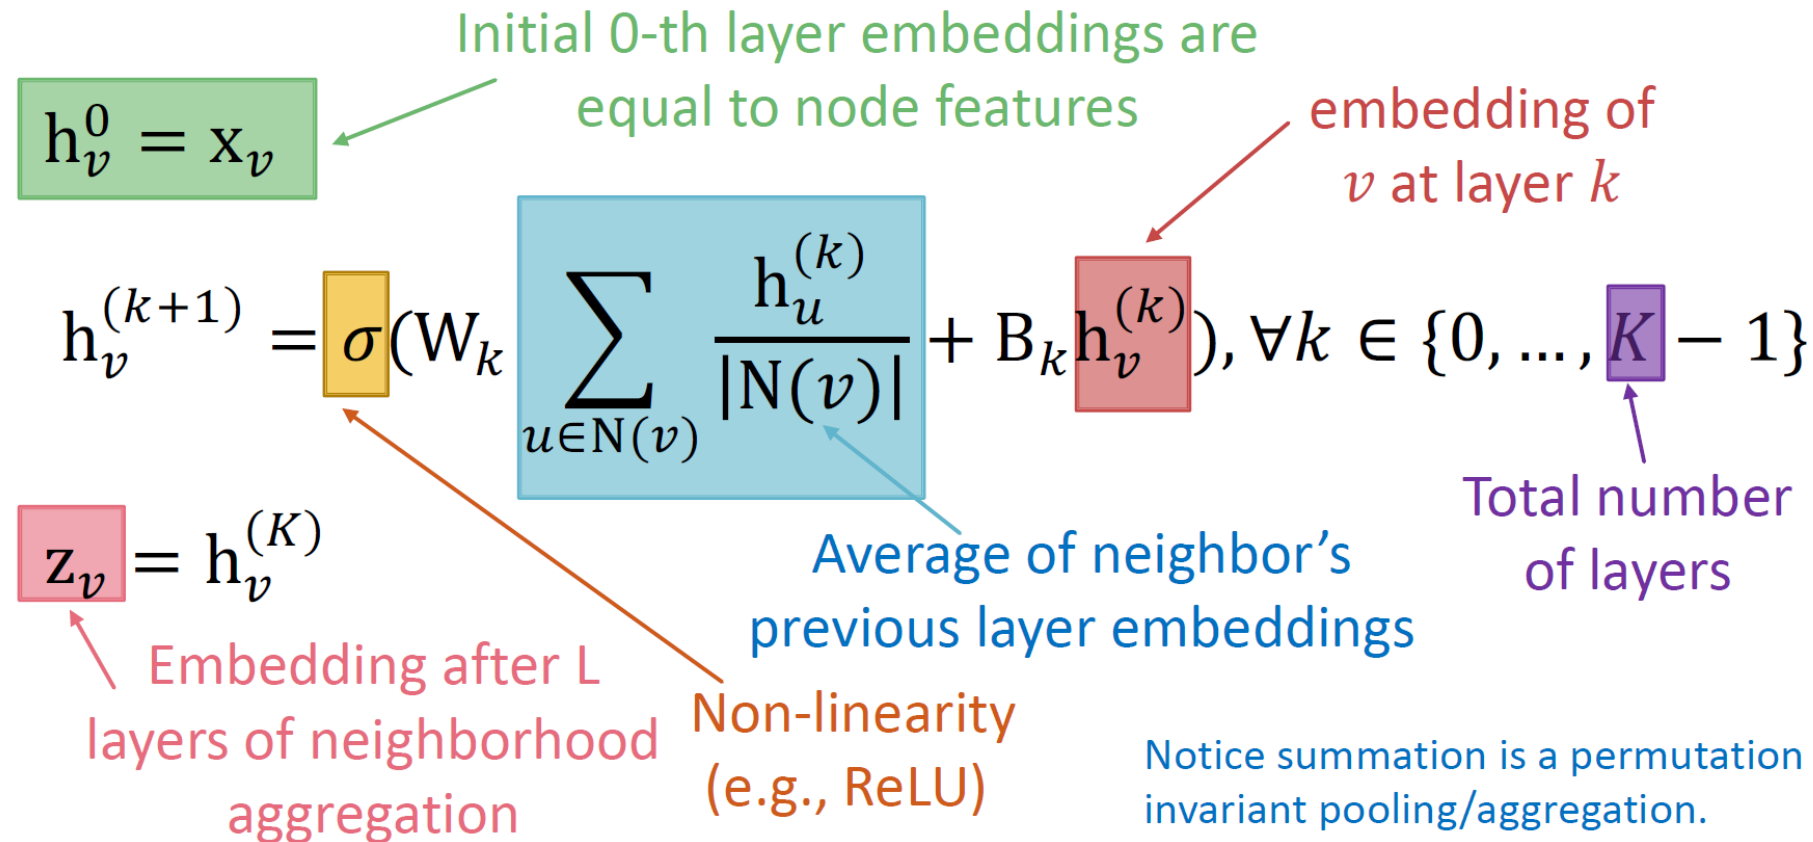 Initial 0-th layer embeddings are
equal to node features
h_v^0 = x_v
embedding of
v at layer k
h_v^{(k+1)} = σ(W_k ∑_{u∈N(v)} h_u^{(k)} / |N(v)| + B_k h_v^{(k)}), ∀k ∈ {0, ..., K − 1}
z_v = h_v^{(K)}
Total number
of layers
Average of neighbor's
previous layer embeddings
Embedding after L
layers of neighborhood
aggregation
Non-linearity
(e.g., ReLU)
Notice summation is a permutation
invariant pooling/aggregation.